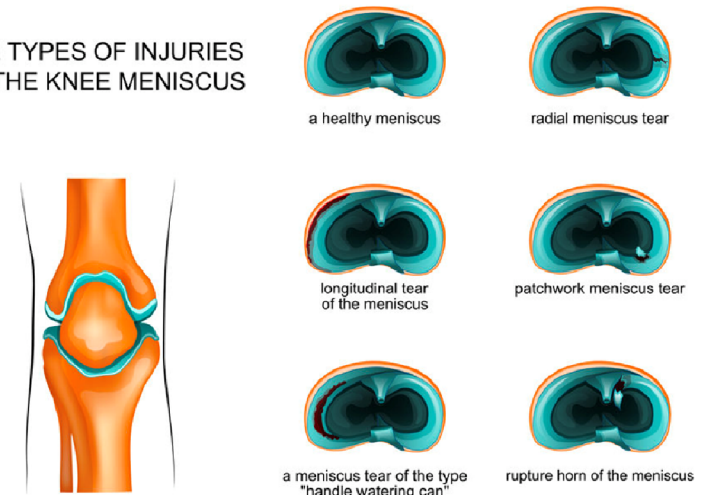 TYPES OF INJURIES
THE KNEE MENISCUS
a healthy meniscus
radial meniscus tear
longitudinal tear
of the meniscus
patchwork meniscus tear
a meniscus tear of the type
"handle watering can"
rupture horn of the meniscus